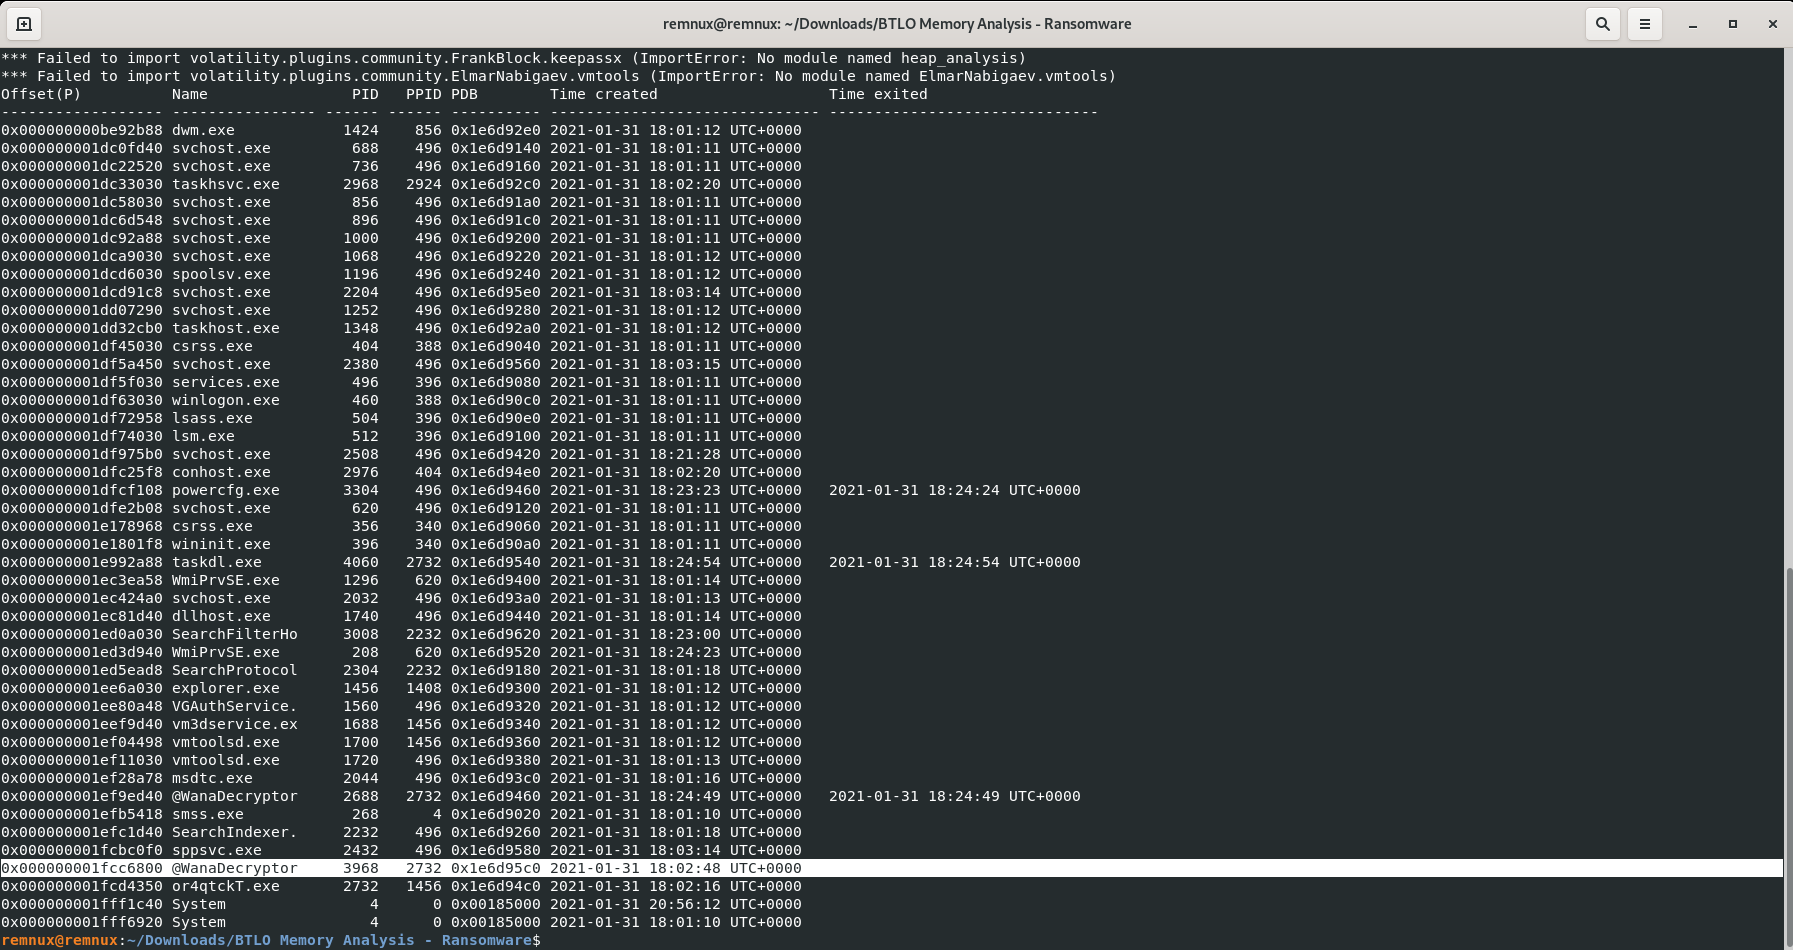 remnux@remnux: ~/Downloads/BTLO Memory Analysis - Ransomware
*** Failed to import volatility.plugins.community.FrankBlock.keepassx (ImportError: No module named heap_analysis)
*** Failed to import volatility.plugins.community.ElmarNabigaev.vmtools (ImportError: No module named ElmarNabigaev.vmtools)
Offset(P)          Name                PID   PPID PDB        Time created                   Time exited
------------------ ---------------- ------ ------ ---------- ------------------------------ ------------------------------
0x000000000be92b88 dwm.exe            1424    856 0x1e6d92e0 2021-01-31 18:01:12 UTC+0000
0x000000001dc0fd40 svchost.exe         688    496 0x1e6d9140 2021-01-31 18:01:11 UTC+0000
0x000000001dc22520 svchost.exe         736    496 0x1e6d9160 2021-01-31 18:01:11 UTC+0000
0x000000001dc33030 taskhsvc.exe       2968   2924 0x1e6d92c0 2021-01-31 18:02:20 UTC+0000
0x000000001dc58030 svchost.exe         856    496 0x1e6d91a0 2021-01-31 18:01:11 UTC+0000
0x000000001dc6d548 svchost.exe         896    496 0x1e6d91c0 2021-01-31 18:01:11 UTC+0000
0x000000001dc92a88 svchost.exe        1000    496 0x1e6d9200 2021-01-31 18:01:11 UTC+0000
0x000000001dca9030 svchost.exe        1068    496 0x1e6d9220 2021-01-31 18:01:12 UTC+0000
0x000000001dcd6030 spoolsv.exe        1196    496 0x1e6d9240 2021-01-31 18:01:12 UTC+0000
0x000000001dcd91c8 svchost.exe        2204    496 0x1e6d95e0 2021-01-31 18:03:14 UTC+0000
0x000000001dd07290 svchost.exe        1252    496 0x1e6d9280 2021-01-31 18:01:12 UTC+0000
0x000000001dd32cb0 taskhost.exe       1348    496 0x1e6d92a0 2021-01-31 18:01:12 UTC+0000
0x000000001df45030 csrss.exe           404    388 0x1e6d9040 2021-01-31 18:01:11 UTC+0000
0x000000001df5a450 svchost.exe        2380    496 0x1e6d9560 2021-01-31 18:03:15 UTC+0000
0x000000001df5f030 services.exe        496    396 0x1e6d9080 2021-01-31 18:01:11 UTC+0000
0x000000001df63030 winlogon.exe        460    388 0x1e6d90c0 2021-01-31 18:01:11 UTC+0000
0x000000001df72958 lsass.exe           504    396 0x1e6d90e0 2021-01-31 18:01:11 UTC+0000
0x000000001df74030 lsm.exe             512    396 0x1e6d9100 2021-01-31 18:01:11 UTC+0000
0x000000001df975b0 svchost.exe        2508    496 0x1e6d9420 2021-01-31 18:21:28 UTC+0000
0x000000001dfc25f8 conhost.exe        2976    404 0x1e6d94e0 2021-01-31 18:02:20 UTC+0000
0x000000001dfcf108 powercfg.exe       3304    496 0x1e6d9460 2021-01-31 18:23:23 UTC+0000   2021-01-31 18:24:24 UTC+0000
0x000000001dfe2b08 svchost.exe         620    496 0x1e6d9120 2021-01-31 18:01:11 UTC+0000
0x000000001e178968 csrss.exe           356    340 0x1e6d9060 2021-01-31 18:01:11 UTC+0000
0x000000001e1801f8 wininit.exe         396    340 0x1e6d90a0 2021-01-31 18:01:11 UTC+0000
0x000000001e992a88 taskdl.exe         4060   2732 0x1e6d9540 2021-01-31 18:24:54 UTC+0000   2021-01-31 18:24:54 UTC+0000
0x000000001ec3ea58 WmiPrvSE.exe       1296    620 0x1e6d9400 2021-01-31 18:01:14 UTC+0000
0x000000001ec424a0 svchost.exe        2032    496 0x1e6d93a0 2021-01-31 18:01:13 UTC+0000
0x000000001ec81d40 dllhost.exe        1740    496 0x1e6d9440 2021-01-31 18:01:14 UTC+0000
0x000000001ed0a030 SearchFilterHo     3008   2232 0x1e6d9620 2021-01-31 18:23:00 UTC+0000
0x000000001ed3d940 WmiPrvSE.exe        208    620 0x1e6d9520 2021-01-31 18:24:23 UTC+0000
0x000000001ed5ead8 SearchProtocol     2304   2232 0x1e6d9180 2021-01-31 18:01:18 UTC+0000
0x000000001ee6a030 explorer.exe       1456   1408 0x1e6d9300 2021-01-31 18:01:12 UTC+0000
0x000000001ee80a48 VGAuthService.     1560    496 0x1e6d9320 2021-01-31 18:01:12 UTC+0000
0x000000001eef9d40 vm3dservice.ex     1688   1456 0x1e6d9340 2021-01-31 18:01:12 UTC+0000
0x000000001ef04498 vmtoolsd.exe       1700   1456 0x1e6d9360 2021-01-31 18:01:12 UTC+0000
0x000000001ef11030 vmtoolsd.exe       1720    496 0x1e6d9380 2021-01-31 18:01:13 UTC+0000
0x000000001ef28a78 msdtc.exe          2044    496 0x1e6d93c0 2021-01-31 18:01:16 UTC+0000
0x000000001ef9ed40 @WanaDecryptor     2688   2732 0x1e6d9460 2021-01-31 18:24:49 UTC+0000   2021-01-31 18:24:49 UTC+0000
0x000000001efb5418 smss.exe            268      4 0x1e6d9020 2021-01-31 18:01:10 UTC+0000
0x000000001efc1d40 SearchIndexer.     2232    496 0x1e6d9260 2021-01-31 18:01:18 UTC+0000
0x000000001fcbc0f0 sppsvc.exe         2432    496 0x1e6d9580 2021-01-31 18:03:14 UTC+0000
0x000000001fcc6800 @WanaDecryptor     3968   2732 0x1e6d95c0 2021-01-31 18:02:48 UTC+0000
0x000000001fcd4350 or4qtckT.exe       2732   1456 0x1e6d94c0 2021-01-31 18:02:16 UTC+0000
0x000000001fff1c40 System                4      0 0x00185000 2021-01-31 20:56:12 UTC+0000
0x000000001fff6920 System                4      0 0x00185000 2021-01-31 18:01:10 UTC+0000
remnux@remnux:~/Downloads/BTLO Memory Analysis - Ransomware$